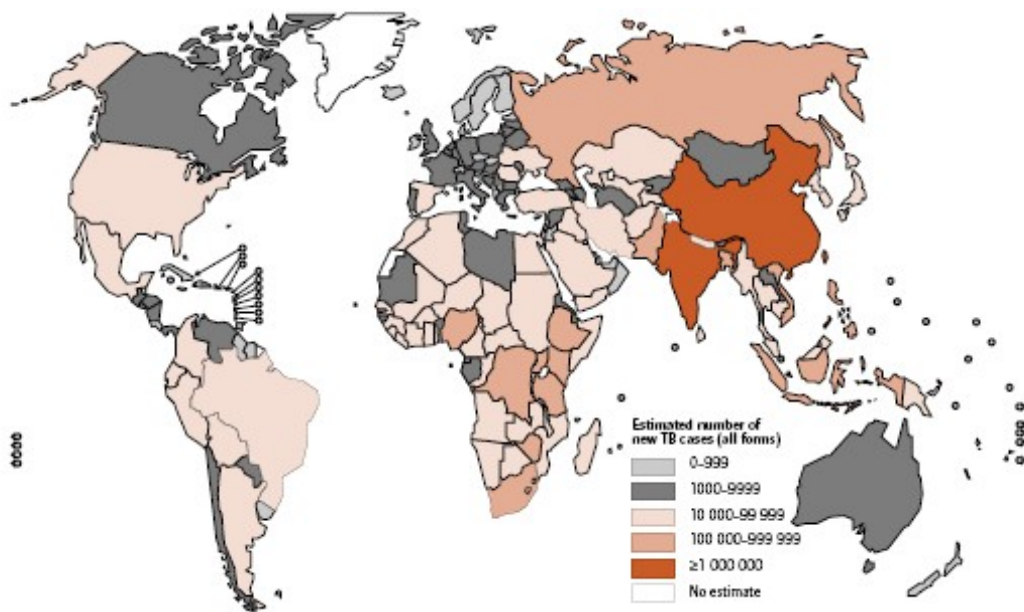 Estimated number of
new TB cases (all forms)
0–999
1000–9999
10 000–99 999
100 000–999 999
≥1 000 000
No estimate